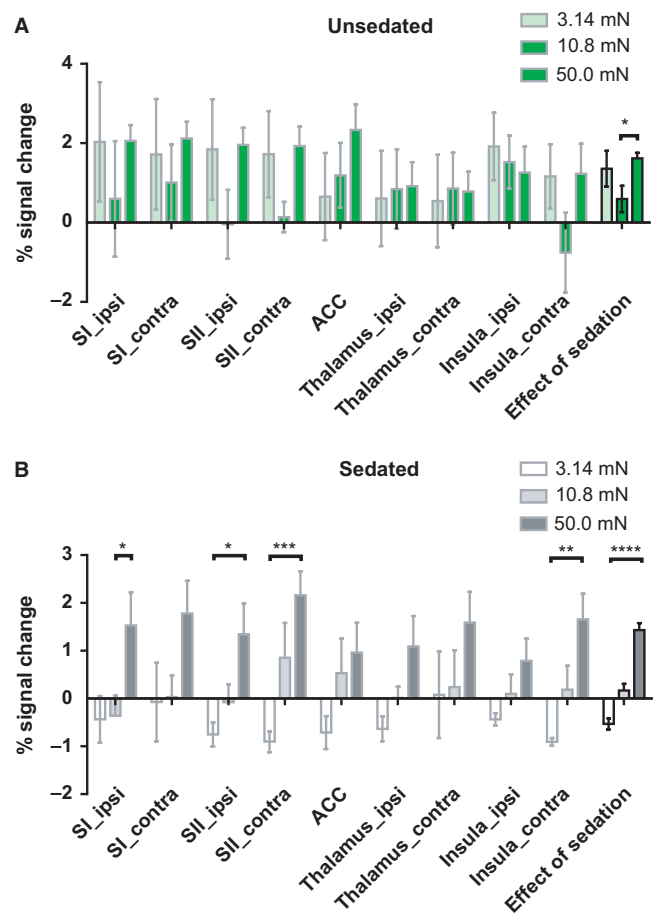 A
Unsedated
3.14 mN
10.8 mN
50.0 mN
% signal change
4
2
0
–2
*
SI_ipsi
SI_contra
SII_ipsi
SII_contra
ACC
Thalamus_ipsi
Thalamus_contra
Insula_ipsi
Insula_contra
Effect of sedation
B
Sedated
3.14 mN
10.8 mN
50.0 mN
% signal change
3
2
1
0
–1
–2
*
*
***
**
****
SI_ipsi
SI_contra
SII_ipsi
SII_contra
ACC
Thalamus_ipsi
Thalamus_contra
Insula_ipsi
Insula_contra
Effect of sedation